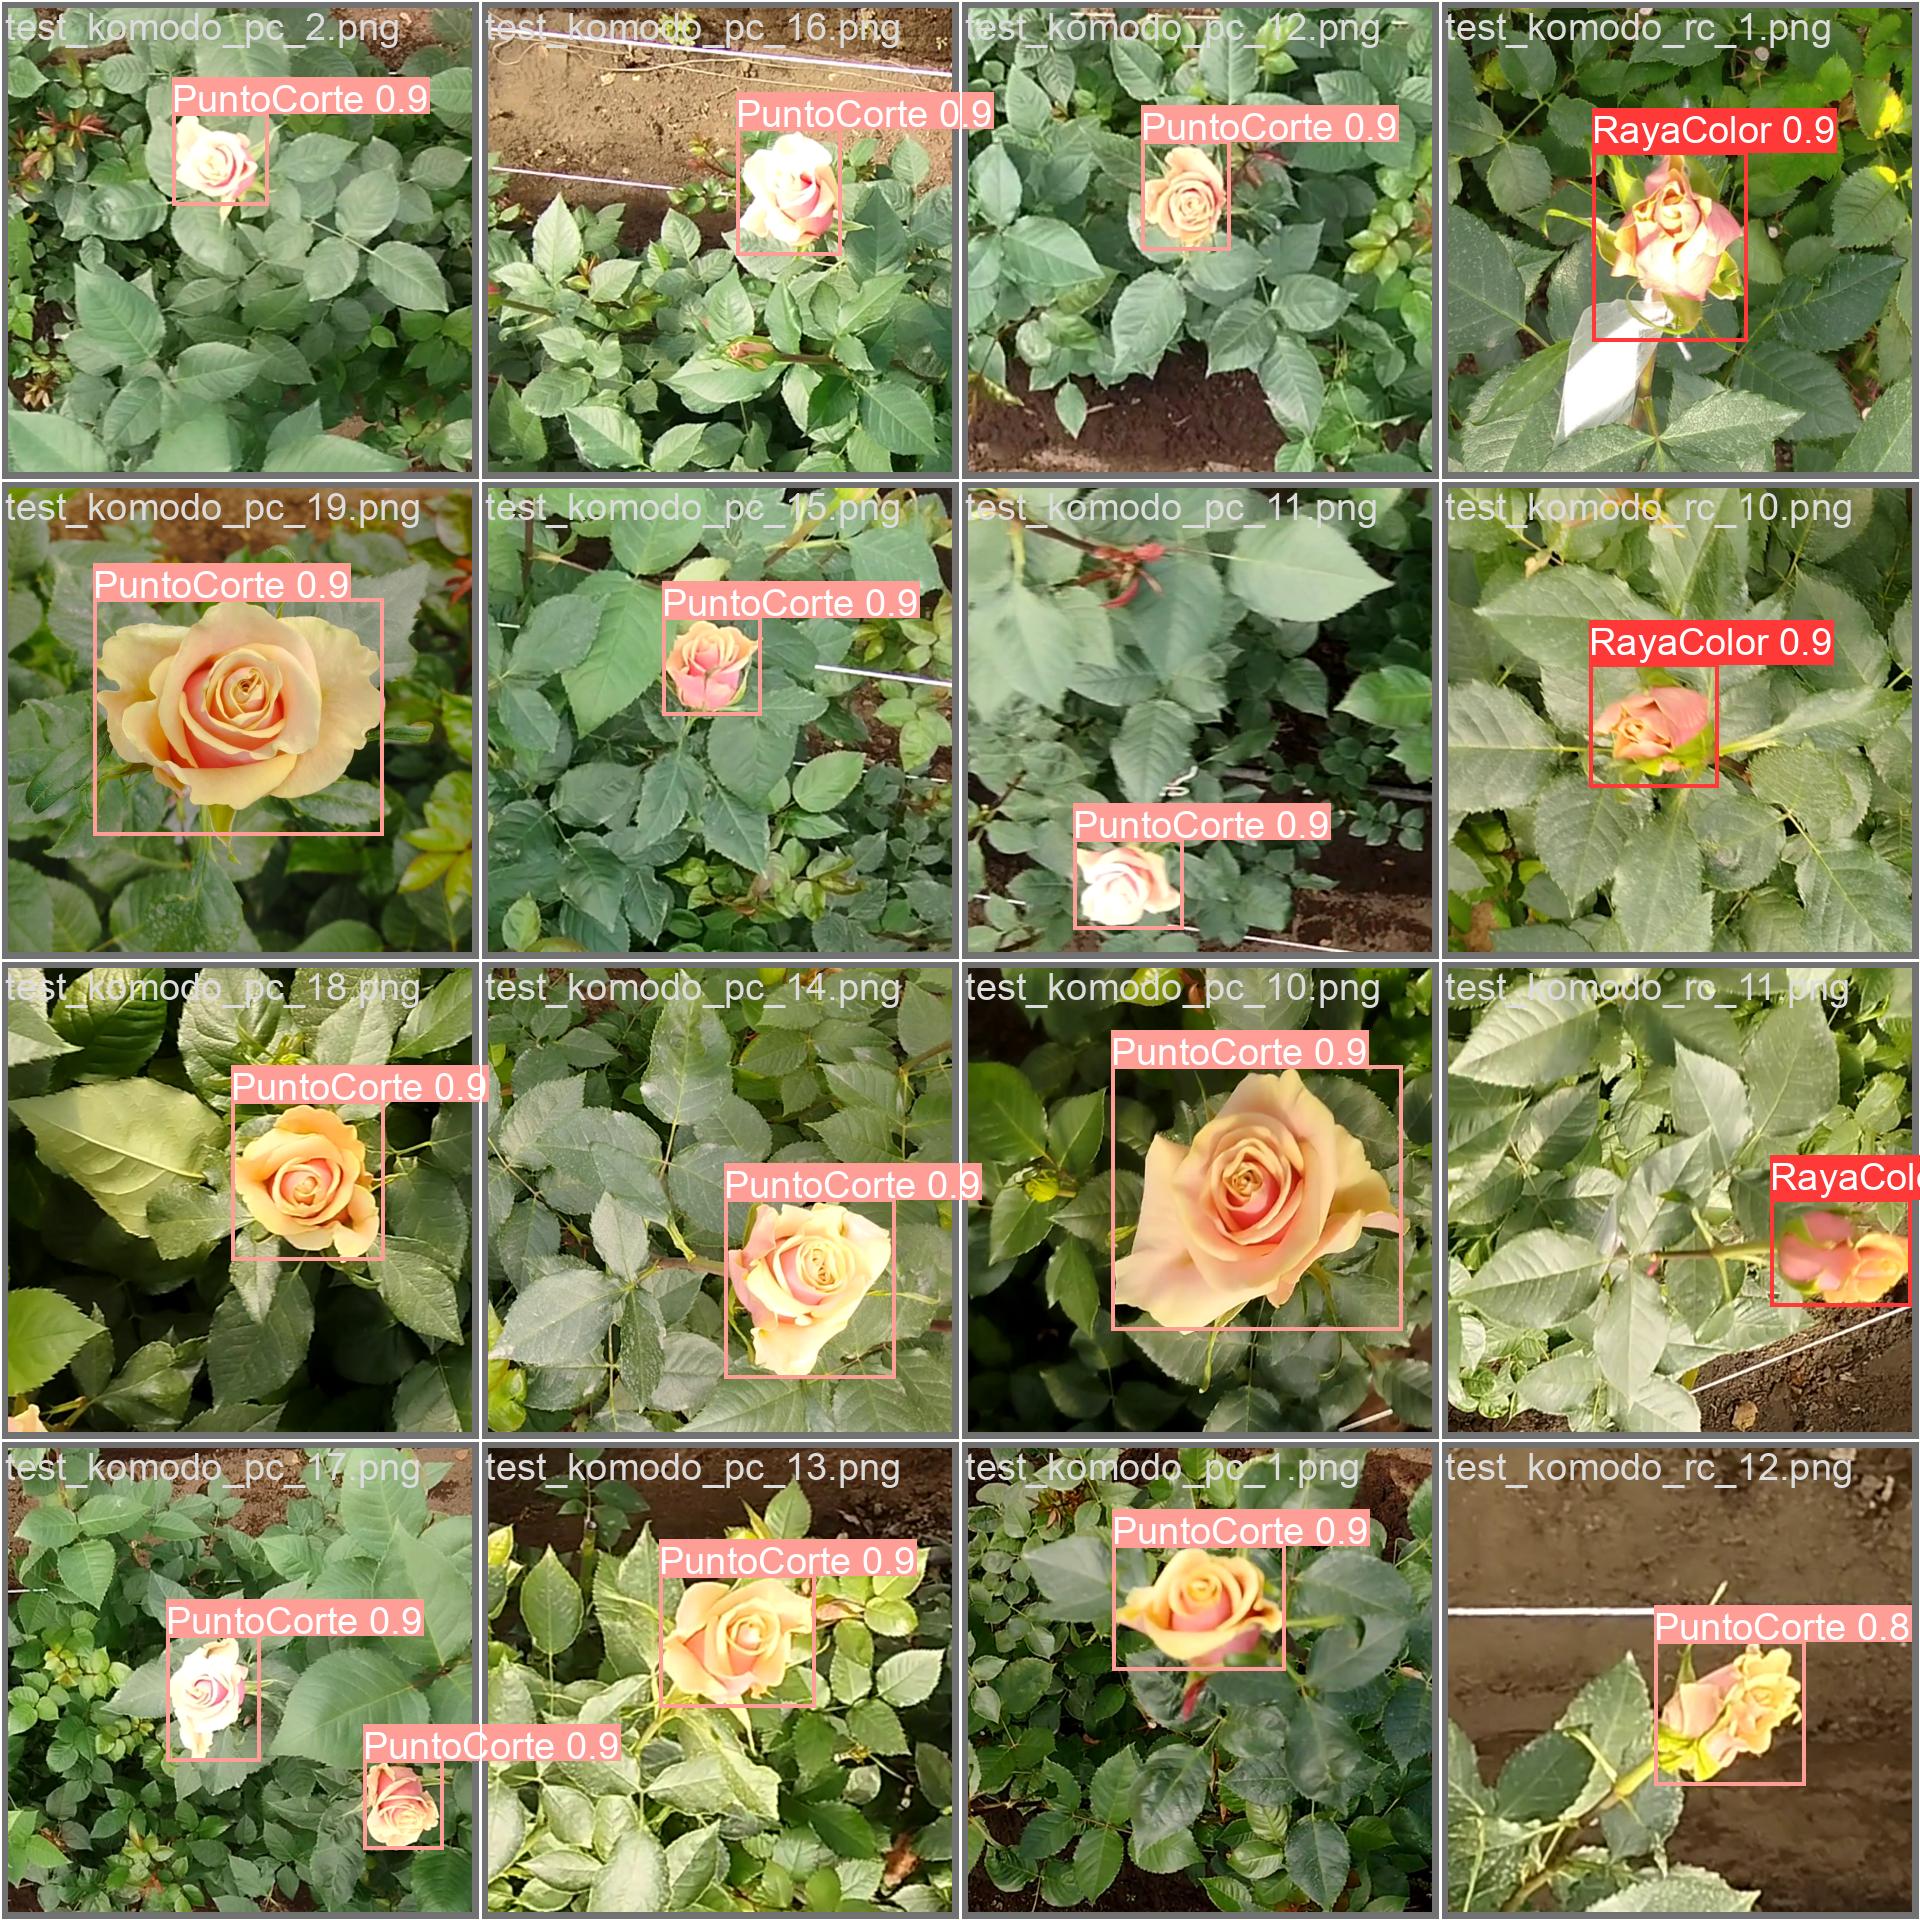 test_komodo_pc_2.png
PuntoCorte 0.9
test_komodo_pc_16.png
PuntoCorte 0.9
test_komodo_pc_12.png
PuntoCorte 0.9
test_komodo_rc_1.png
RayaColor 0.9
test_komodo_pc_19.png
PuntoCorte 0.9
test_komodo_pc_15.png
PuntoCorte 0.9
test_komodo_pc_11.png
PuntoCorte 0.9
test_komodo_rc_10.png
RayaColor 0.9
test_komodo_pc_18.png
PuntoCorte 0.9
test_komodo_pc_14.png
PuntoCorte 0.9
test_komodo_pc_10.png
PuntoCorte 0.9
test_komodo_rc_11.png
RayaColo
test_komodo_pc_17.png
PuntoCorte 0.9
PuntoCorte 0.9
test_komodo_pc_13.png
PuntoCorte 0.9
test_komodo_pc_1.png
PuntoCorte 0.9
test_komodo_rc_12.png
PuntoCorte 0.8